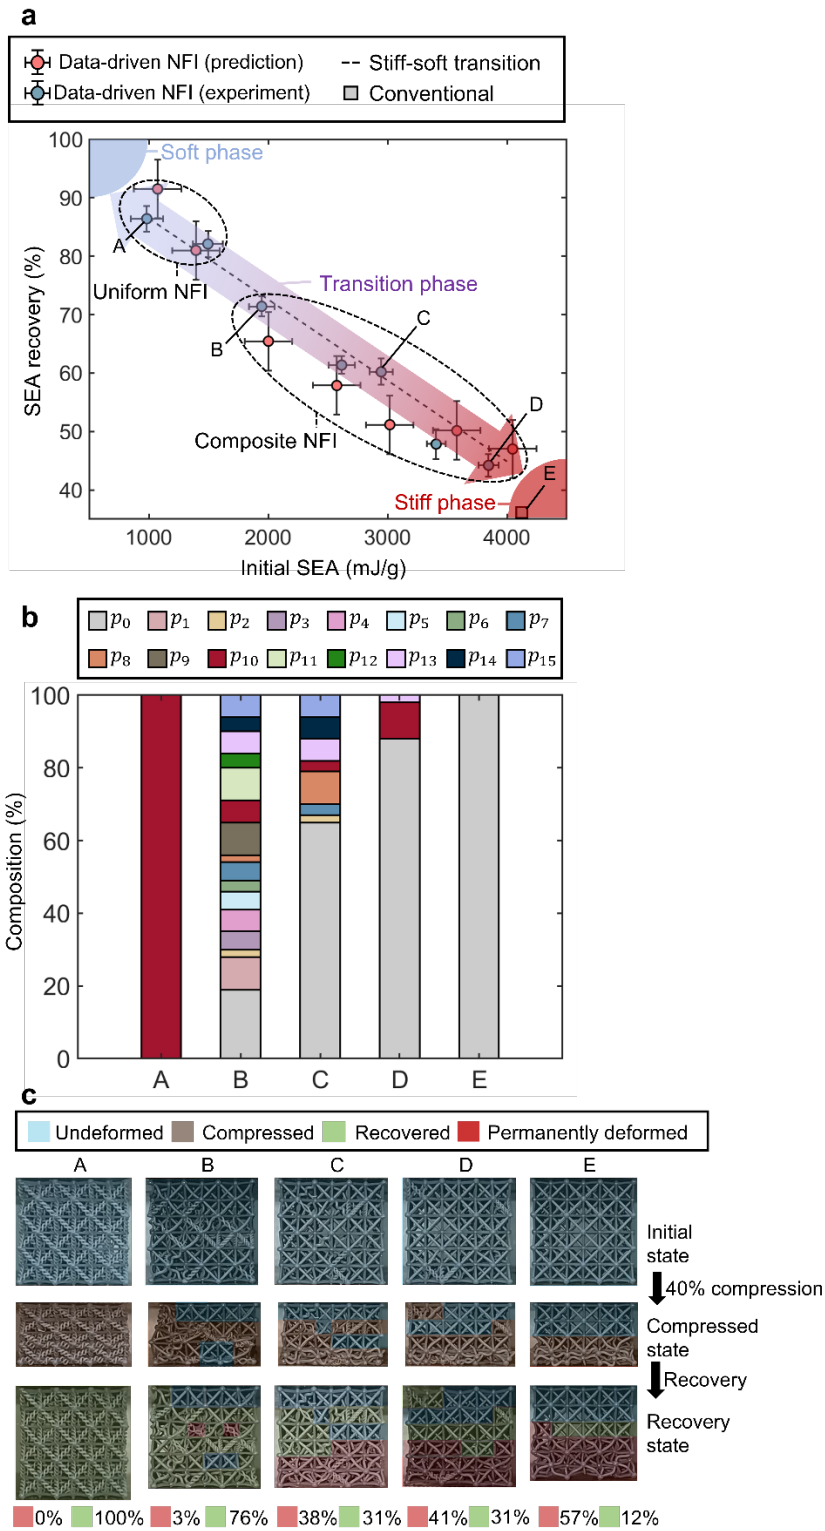 a
Data-driven NFI (prediction) Stiff-soft transition
Data-driven NFI (experiment) Conventional
100
90
80
70
60
50
40
SEA recovery (%)
Soft phase
A
Uniform NFI
Transition phase
B
C
Composite NFI
D
Stiff phase
E
1000 2000 3000 4000
Initial SEA (mJ/g)
b
p₀ p₁ p₂ p₃ p₄ p₅ p₆ p₇
p₈ p₉ p₁₀ p₁₁ p₁₂ p₁₃ p₁₄ p₁₅
100
80
60
40
20
0
Composition (%)
A B C D E
c
Undeformed Compressed Recovered Permanently deformed
A B C D E
Initial
state
40% compression
Compressed
state
Recovery
Recovery
state
0% 100% 3% 76% 38% 31% 41% 31% 57% 12%